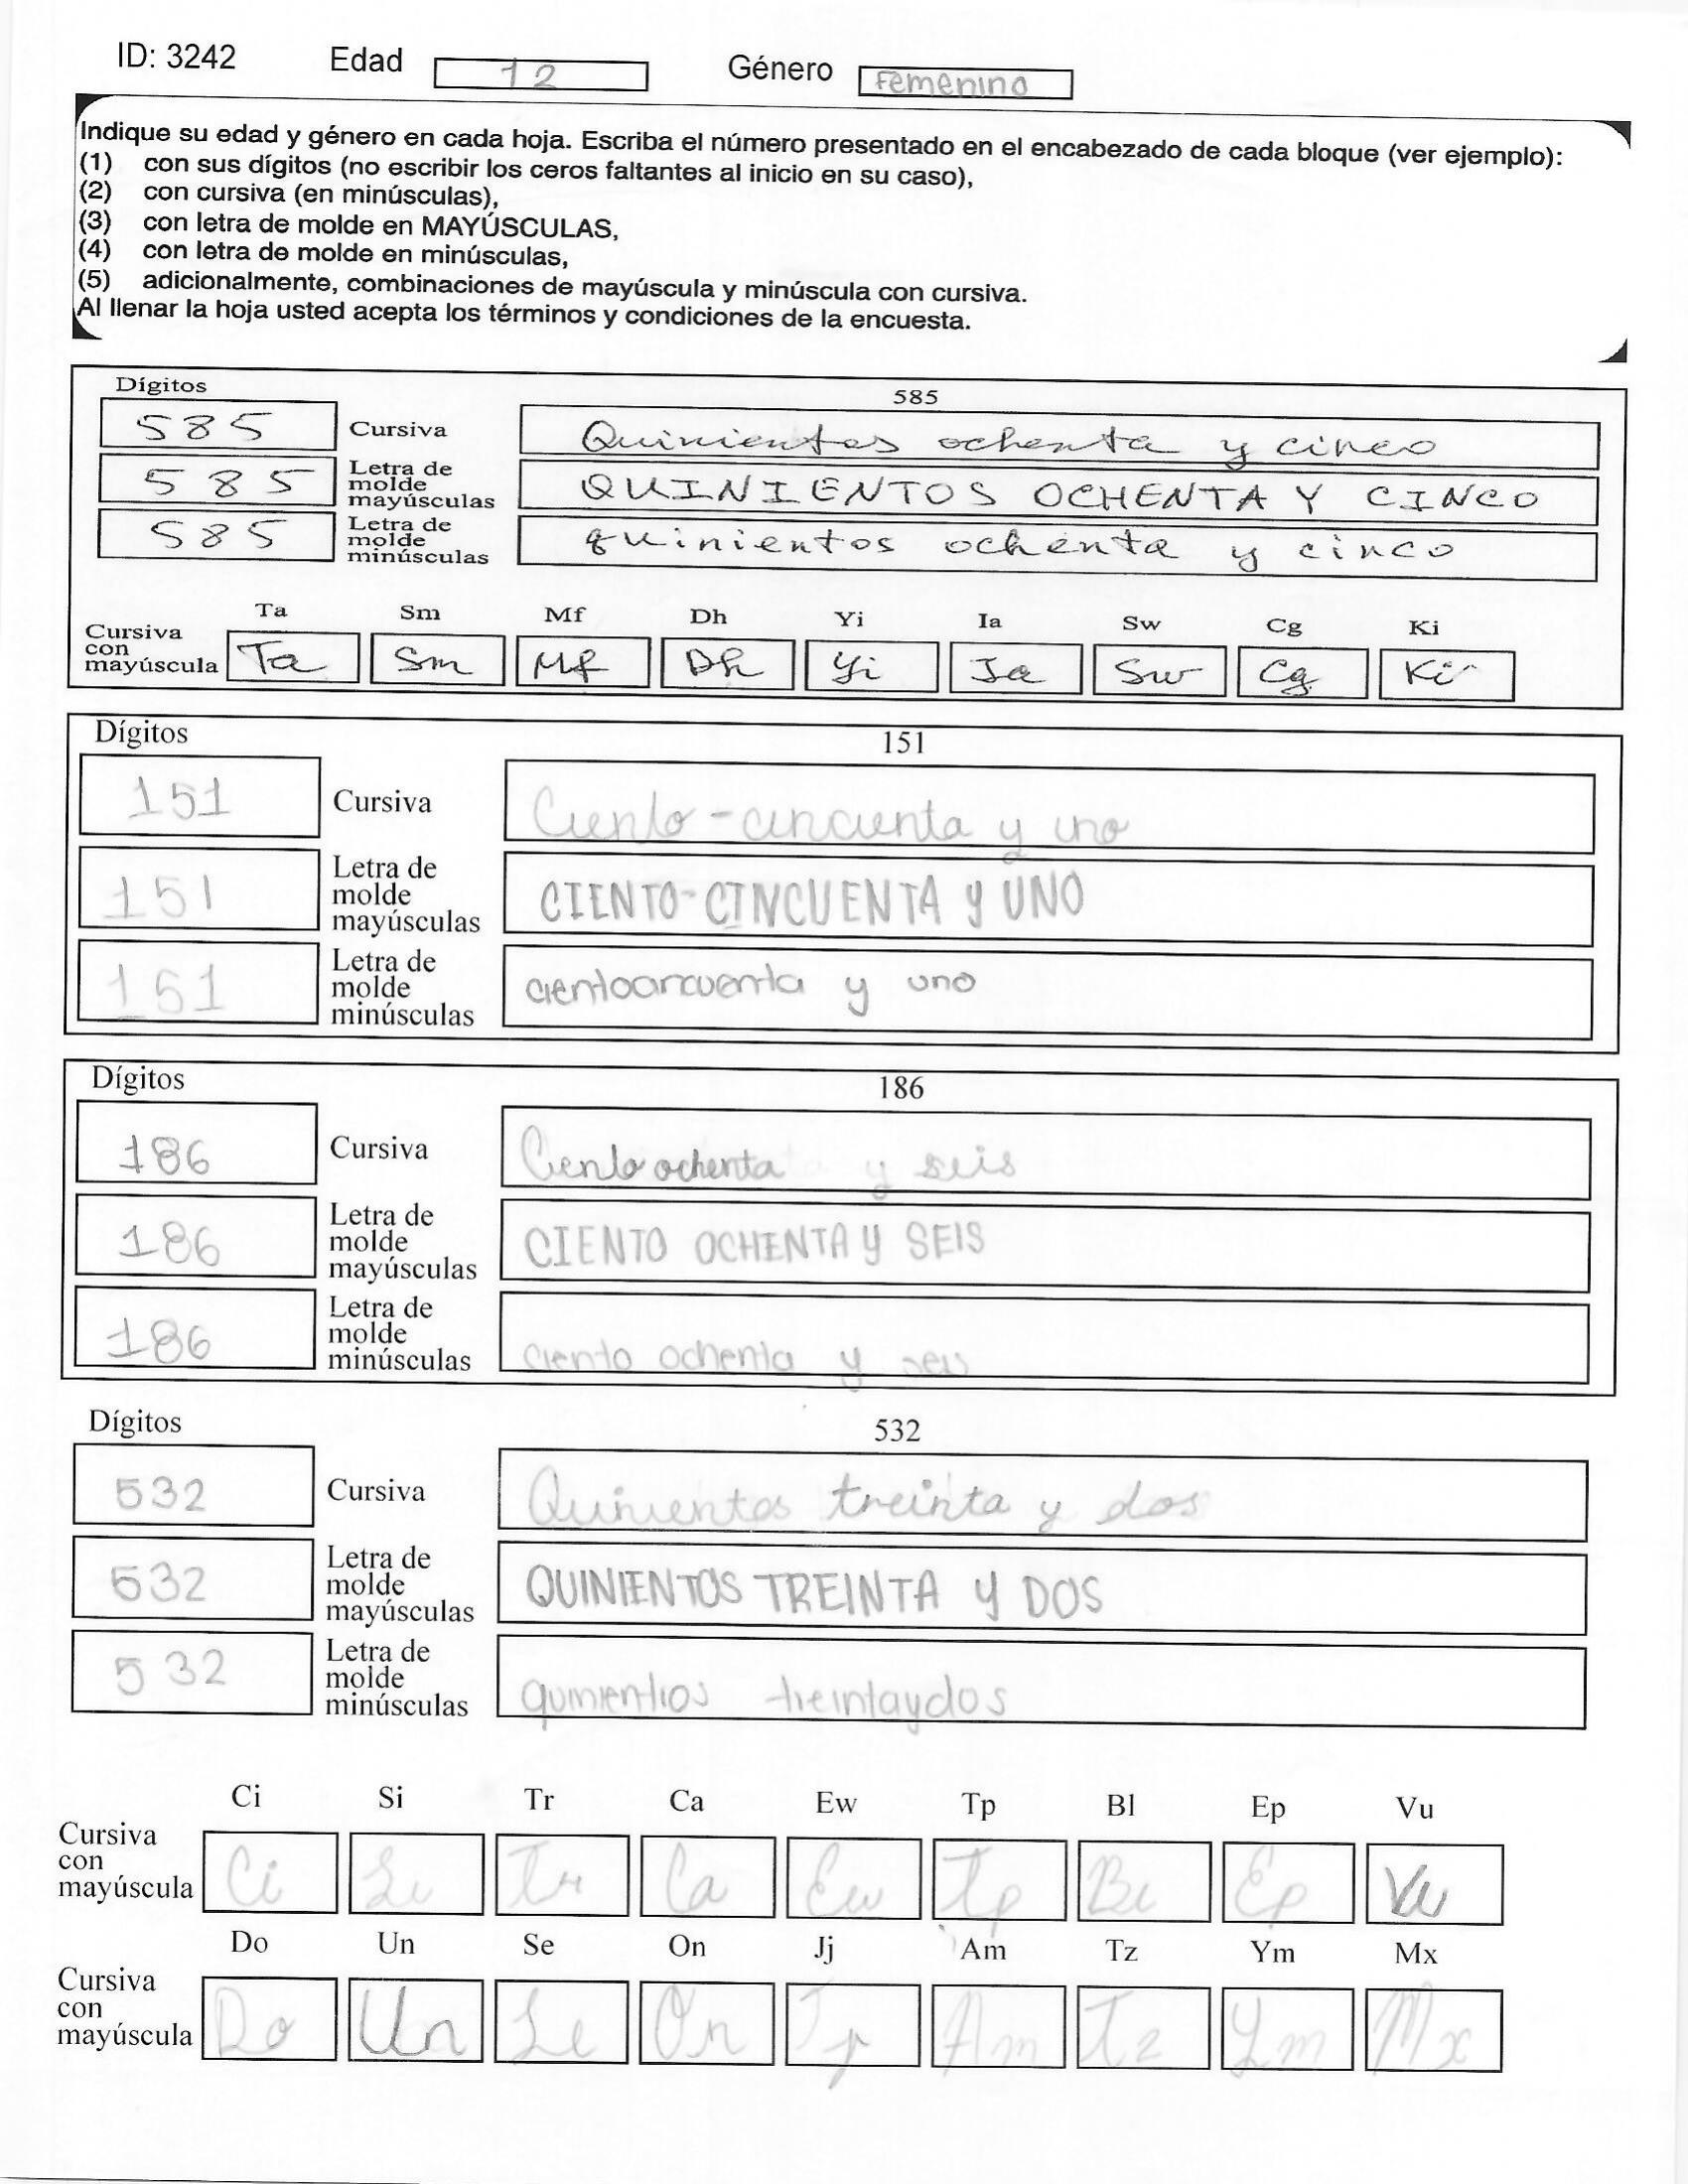 ID: 3242 Edad 12 Género Femenino
Indique su edad y género en cada hoja. Escriba el número presentado en el encabezado de cada bloque (ver ejemplo):
(1) con sus dígitos (no escribir los ceros faltantes al inicio en su caso),
(2) con cursiva (en minúsculas),
(3) con letra de molde en MAYÚSCULAS,
(4) con letra de molde en minúsculas,
(5) adicionalmente, combinaciones de mayúscula y minúscula con cursiva.
Al llenar la hoja usted acepta los términos y condiciones de la encuesta.
Dígitos 585
585 Cursiva Quinientos ochenta y cinco
585 Letra de molde mayúsculas QUINIENTOS OCHENTA Y CINCO
585 Letra de molde minúsculas quinientos ochenta y cinco
Ta Sm Mf Dh Yi Ia Sw Cg Ki
Cursiva con mayúscula Ta Sm Mf Dh Yi Ia Sw Cg Ki
Dígitos 151
151 Cursiva Ciento-cincuenta y uno
151 Letra de molde mayúsculas CIENTO-CINCUENTA y UNO
151 Letra de molde minúsculas cientocincuenta y uno
Dígitos 186
186 Cursiva Ciento ochenta y seis
186 Letra de molde mayúsculas CIENTO OCHENTA y SEIS
186 Letra de molde minúsculas ciento ochenta y seis
Dígitos 532
532 Cursiva Quinientos treinta y dos
532 Letra de molde mayúsculas QUINIENTOS TREINTA y DOS
532 Letra de molde minúsculas quinientios treintaydos
Ci Si Tr Ca Ew Tp Bl Ep Vu
Cursiva con mayúscula Ci Si Tr Ca Ew Tp Bl Ep Vu
Do Un Se On Jj Am Tz Ym Mx
Cursiva con mayúscula Do Un Se On Am Tz Ym Mx